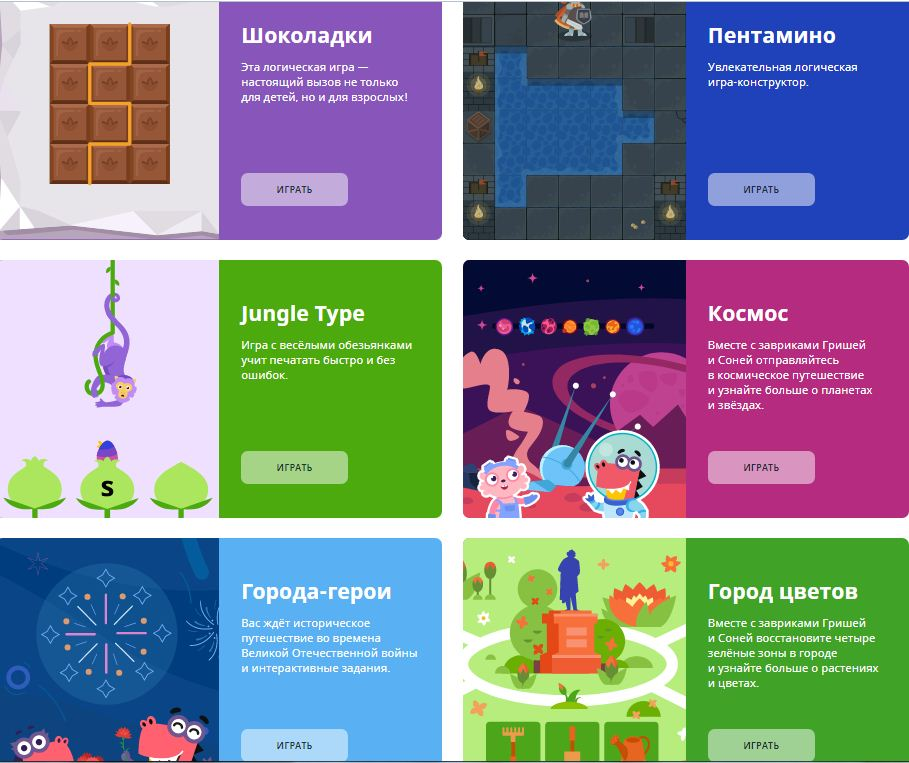 Шоколадки
Эта логическая игра —
настоящий вызов не только
для детей, но и для взрослых!
ИГРАТЬ
Пентамино
Увлекательная логическая
игра-конструктор.
ИГРАТЬ
Jungle Type
Игра с весёлыми обезьянками
учит печатать быстро и без
ошибок.
ИГРАТЬ
S
Космос
Вместе с завриками Гришей
и Соней отправляйтесь
в космическое путешествие
и узнайте больше о планетах
и звёздах.
ИГРАТЬ
Города-герои
Вас ждёт историческое
путешествие во времена
Великой Отечественной войны
и интерактивные задания.
ИГРАТЬ
Город цветов
Вместе с завриками Гришей
и Соней восстановите четыре
зелёные зоны в городе
и узнайте больше о растениях
и цветах.
ИГРАТЬ